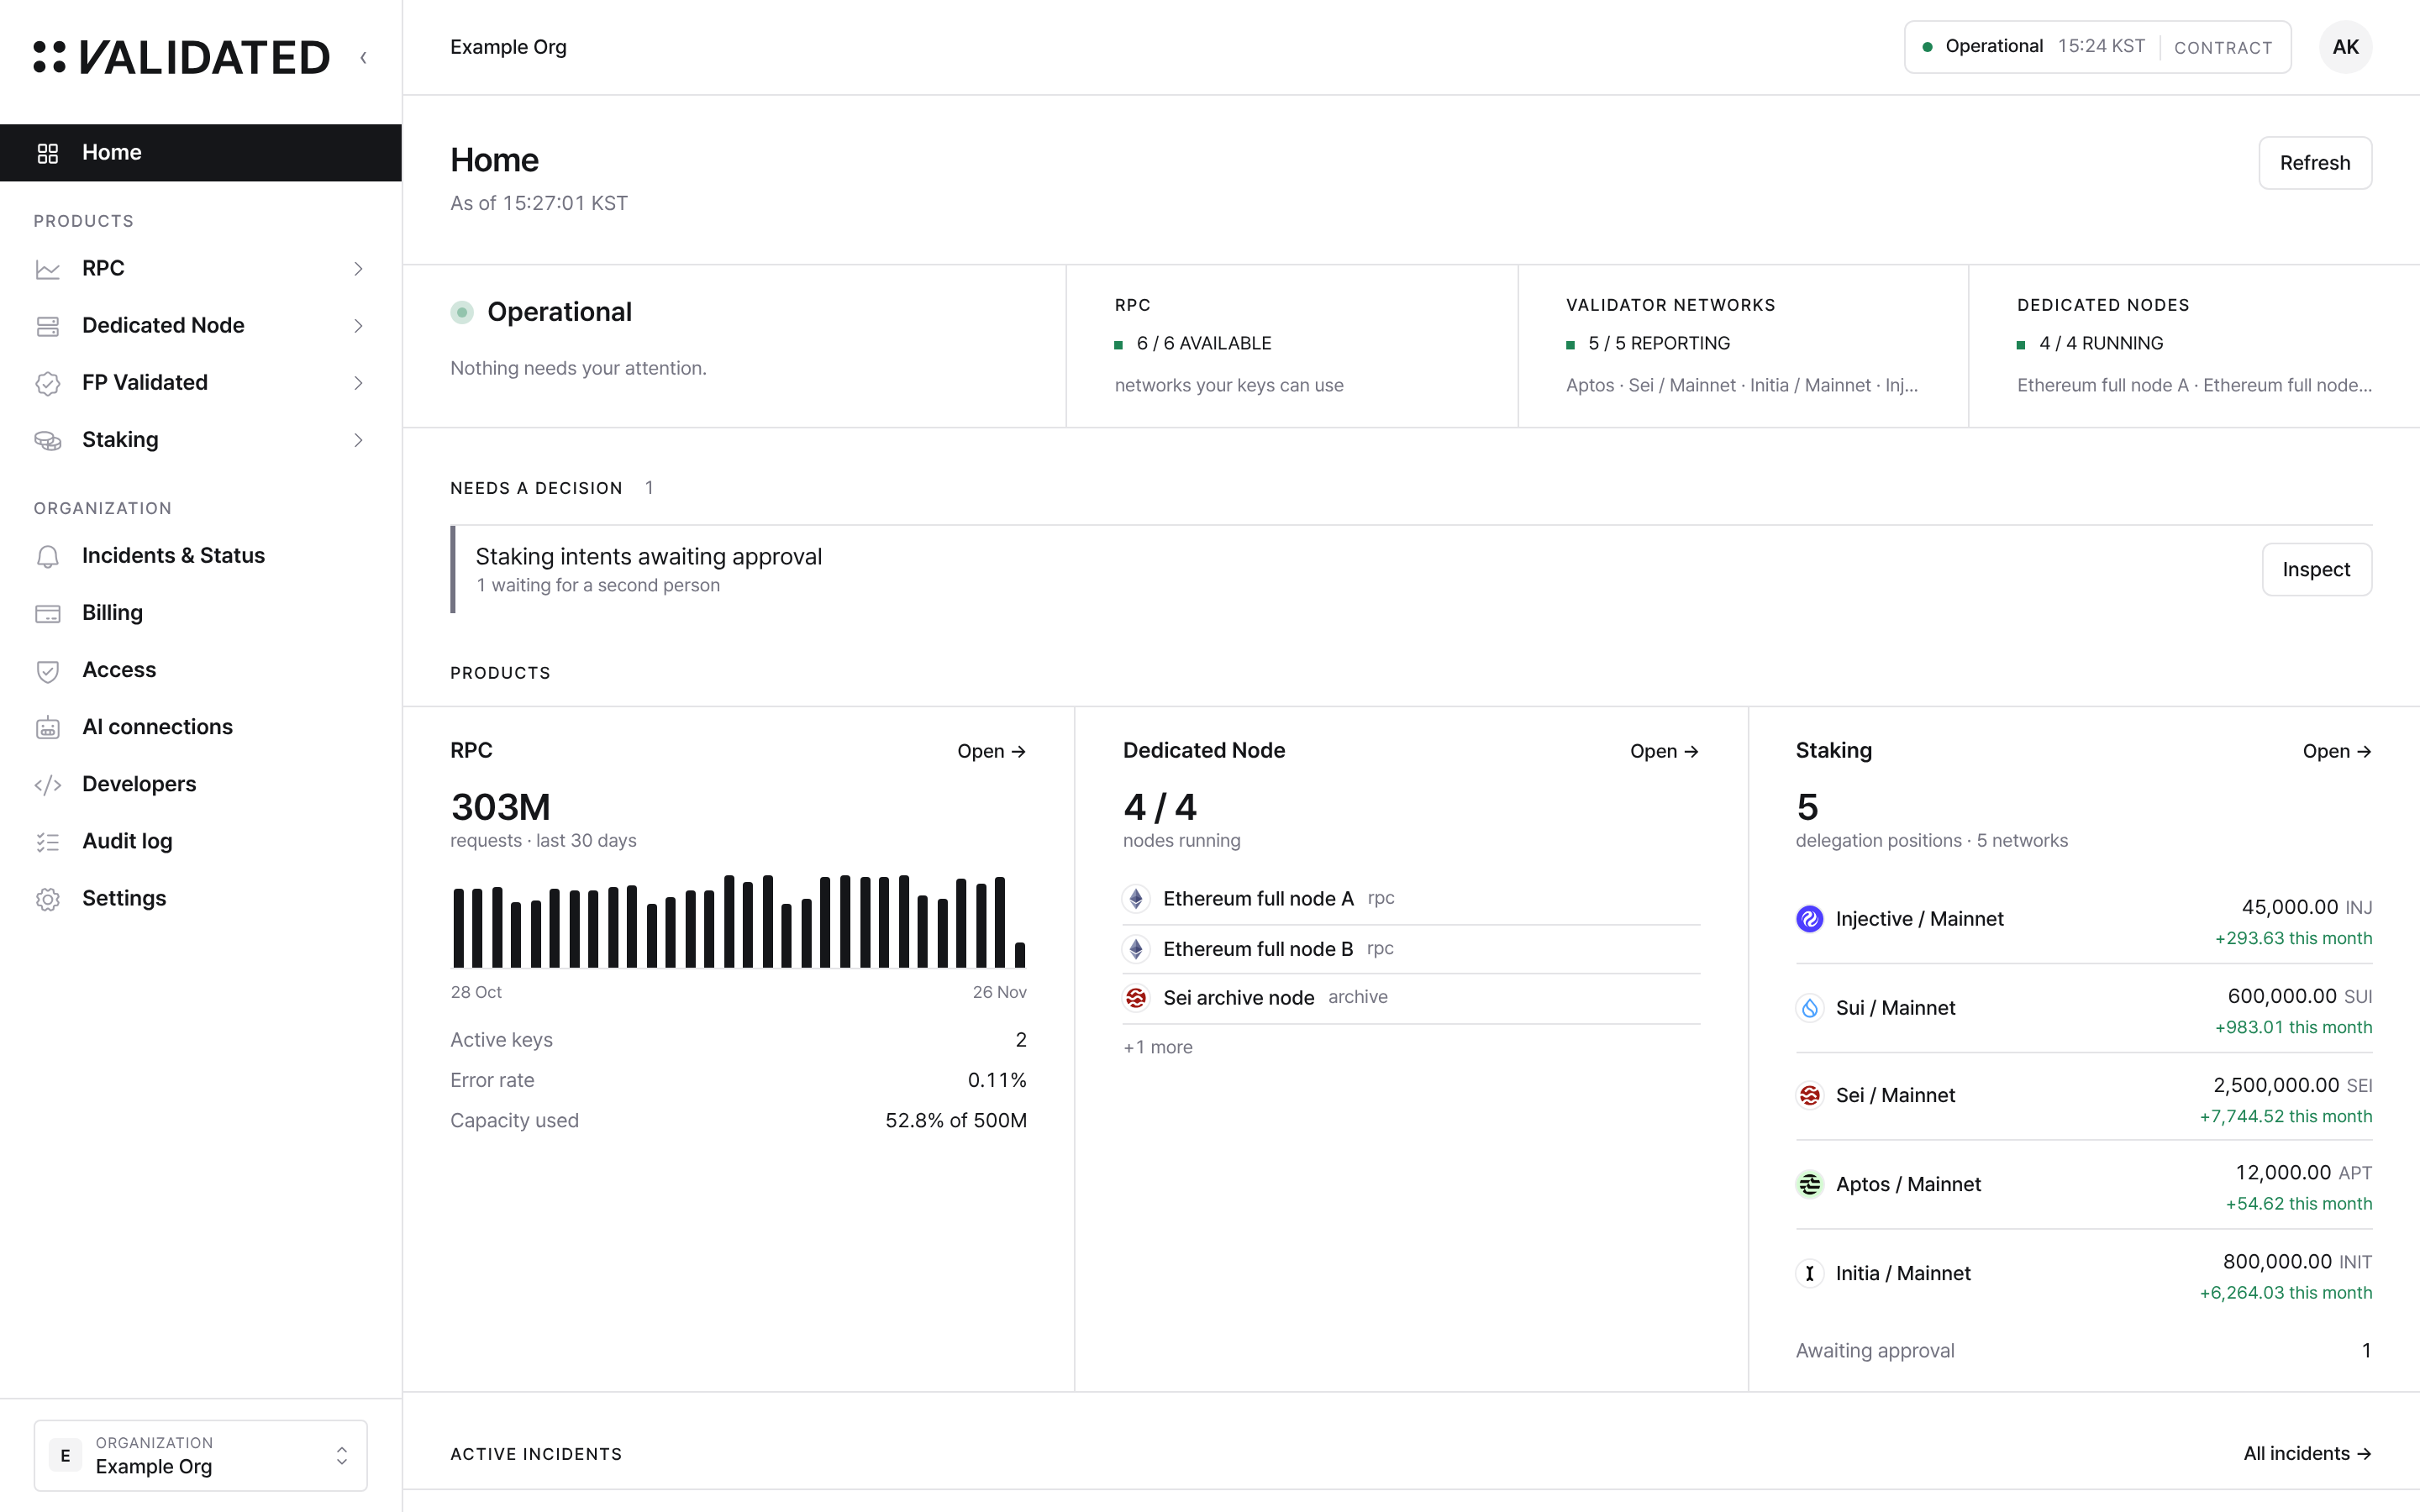 VALIDATED
Home
PRODUCTS
RPC
Dedicated Node
FP Validated
Staking
ORGANIZATION
Incidents & Status
Billing
Access
AI connections
Developers
Audit log
Settings
E
ORGANIZATION
Example Org
Example Org
Operational 15:24 KST CONTRACT
AK
Home
As of 15:27:01 KST
Refresh
Operational
Nothing needs your attention.
RPC
6 / 6 AVAILABLE
networks your keys can use
VALIDATOR NETWORKS
5 / 5 REPORTING
Aptos · Sei / Mainnet · Initia / Mainnet · Inj...
DEDICATED NODES
4 / 4 RUNNING
Ethereum full node A · Ethereum full node...
NEEDS A DECISION 1
Staking intents awaiting approval
1 waiting for a second person
Inspect
PRODUCTS
RPC
Open →
303M
requests · last 30 days
28 Oct
26 Nov
Active keys 2
Error rate 0.11%
Capacity used 52.8% of 500M
Dedicated Node
Open →
4 / 4
nodes running
Ethereum full node A rpc
Ethereum full node B rpc
Sei archive node archive
+1 more
Staking
Open →
5
delegation positions · 5 networks
Injective / Mainnet
45,000.00 INJ
+293.63 this month
Sui / Mainnet
600,000.00 SUI
+983.01 this month
Sei / Mainnet
2,500,000.00 SEI
+7,744.52 this month
Aptos / Mainnet
12,000.00 APT
+54.62 this month
Initia / Mainnet
800,000.00 INIT
+6,264.03 this month
Awaiting approval 1
ACTIVE INCIDENTS
All incidents →